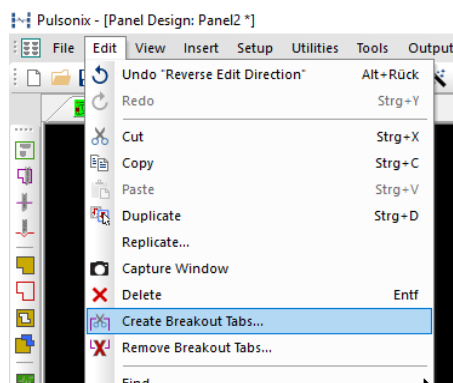 Pulsonix - [Panel Design: Panel2 *]
File Edit View Insert Setup Utilities Tools Output
Undo "Reverse Edit Direction" Alt+Rück
Redo Strg+Y
Cut Strg+X
Copy Strg+C
Paste Strg+V
Duplicate Strg+D
Replicate...
Capture Window
Delete Entf
Create Breakout Tabs...
Remove Breakout Tabs...
Find